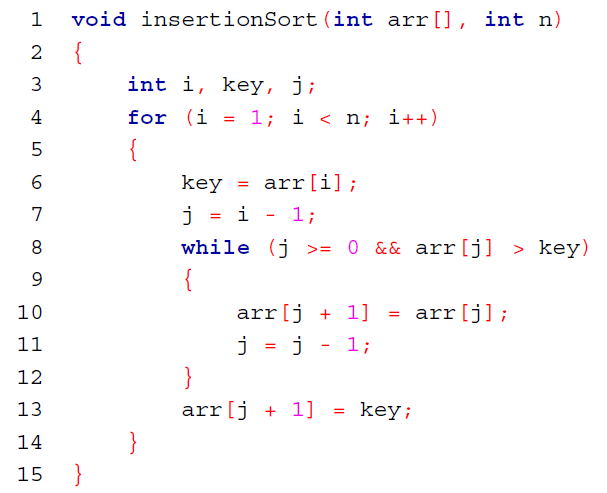 1 void insertionSort(int arr[], int n)
2 {
3     int i, key, j;
4     for (i = 1; i < n; i++)
5     {
6         key = arr[i];
7         j = i - 1;
8         while (j >= 0 && arr[j] > key)
9         {
10             arr[j + 1] = arr[j];
11             j = j - 1;
12         }
13         arr[j + 1] = key;
14     }
15 }